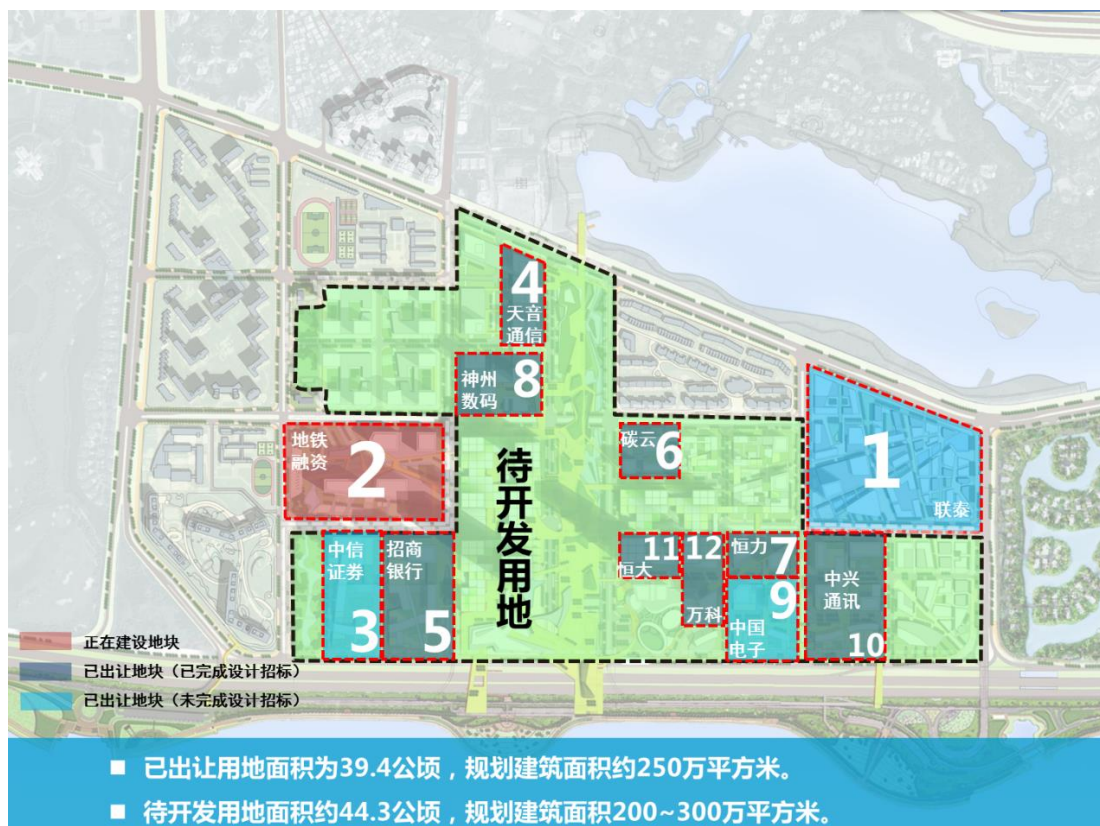 4
天音
通信
神州
数码
8
地铁
融资
2
待开发用地
碳云
6
1
联泰
中信
证券
3
招商
银行
5
11
恒大
12
万科
恒力
7
9
中国
电子
中兴
通讯
10
正在建设地块
已出让地块（已完成设计招标）
已出让地块（未完成设计招标）
■ 已出让用地面积为39.4公顷，规划建筑面积约250万平方米。
■ 待开发用地面积约44.3公顷，规划建筑面积200~300万平方米。